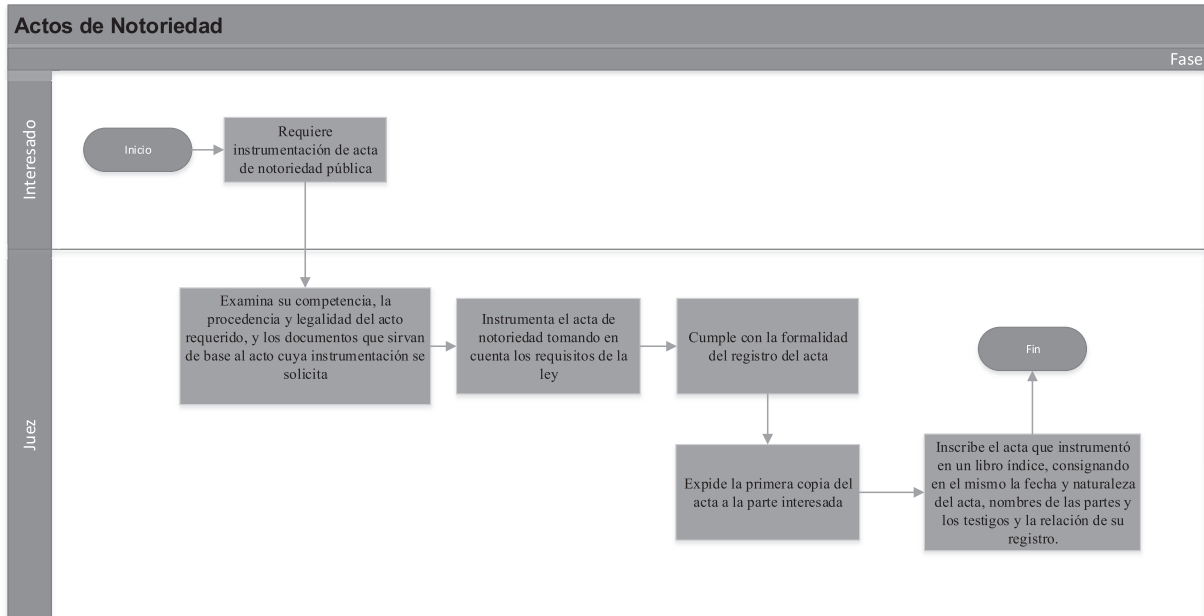 Actos de Notoriedad
Fase
Interesado
Inicio
Requiere
instrumentación de acta
de notoriedad pública
Juez
Examina su competencia, la
procedencia y legalidad del acto
requerido, y los documentos que sirvan
de base al acto cuya instrumentación se
solicita
Instrumenta el acta de
notoriedad tomando en
cuenta los requisitos de la
ley
Cumple con la formalidad
del registro del acta
Expide la primera copia del
acta a la parte interesada
Inscribe el acta que instrumentó
en un libro índice, consignando
en el mismo la fecha y naturaleza
del acta, nombres de las partes y
los testigos y la relación de su
registro.
Fin